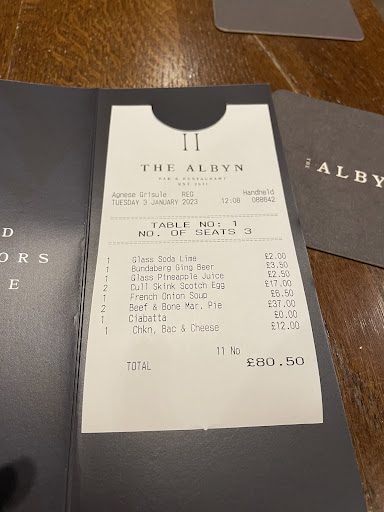 THE ALBYN
BAR & RESTAURANT
Agnese Grisule REG Handheld
TUESDAY 3 JANUARY 2023 12:08 088642
TABLE NO: 1
NO. OF SEATS 3
1 Glass Soda Lime £2.00
1 Bundaberg Ging Beer £3.50
1 Glass Pineapple Juice £2.50
2 Cull Skink Scotch Egg £17.00
1 French Onion Soup £6.50
2 Beef & Bone Mar. Pie £37.00
1 Ciabatta £0.00
1 Chkn, Bac & Cheese £12.00
11 No
TOTAL £80.50
THE ALBY
D
ORS
E